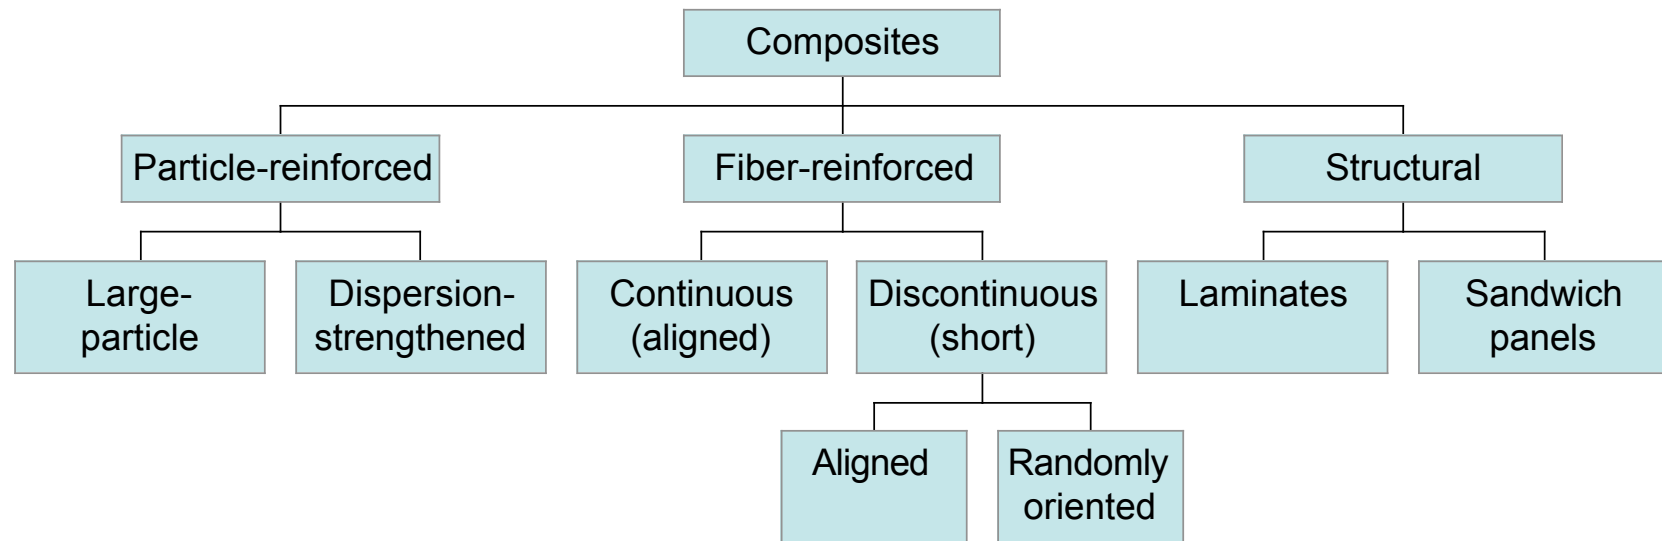 Composites
Particle-reinforced
Fiber-reinforced
Structural
Large-
particle
Dispersion-
strengthened
Continuous
(aligned)
Discontinuous
(short)
Laminates
Sandwich
panels
Aligned
Randomly
oriented